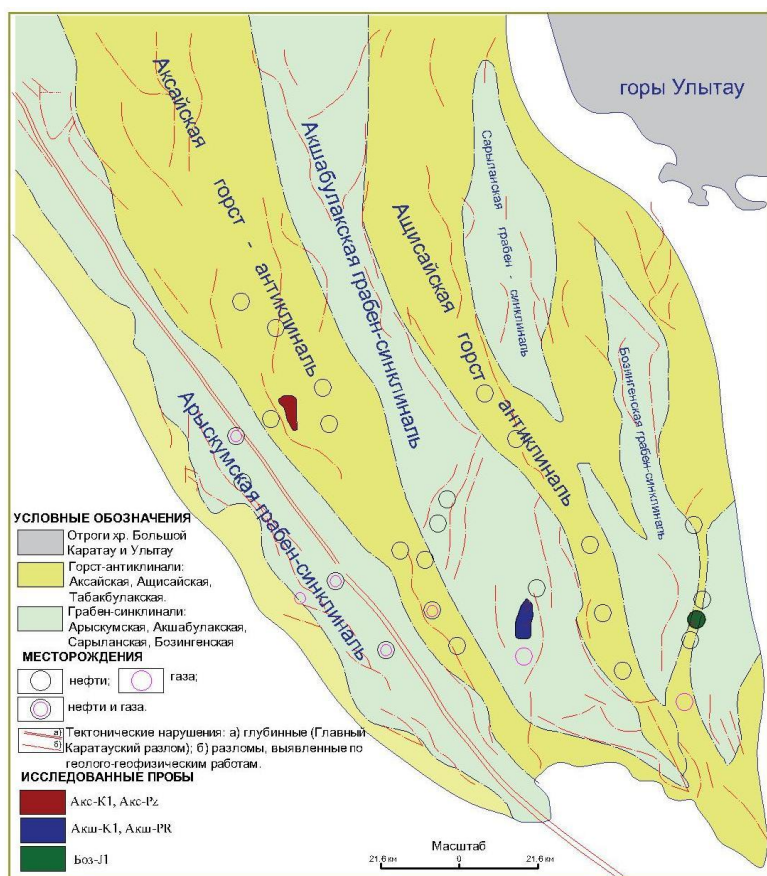 горы Улытау
Аксайская горст - антиклиналь
Акшабулакская грабен-синклиналь
Сарыланская грабен - синклиналь
Ащисайская горст антиклиналь
Бозингенская грабен-синклиналь
Арыскумская грабен-синклиналь
УСЛОВНЫЕ ОБОЗНАЧЕНИЯ
Отроги хр. Большой
Каратау и Улытау
Горст-антиклинали:
Аксайская, Ащисайская,
Табакбулакская.
Грабен-синклинали:
Арыскумская, Акшабулакская,
Сарыланская, Бозингенская
МЕСТОРОЖДЕНИЯ
нефти; газа;
нефти и газа.
а) б) Тектонические нарушения: а) глубинные (Главный
Каратауский разлом); б) разломы, выявленные по
геолого-геофизическим работам.
ИССЛЕДОВАННЫЕ ПРОБЫ
Акс-К1, Акс-Pz
Акш-К1, Акш-PR
Боз-J1
Масштаб
21,6 км 0 21,6 км